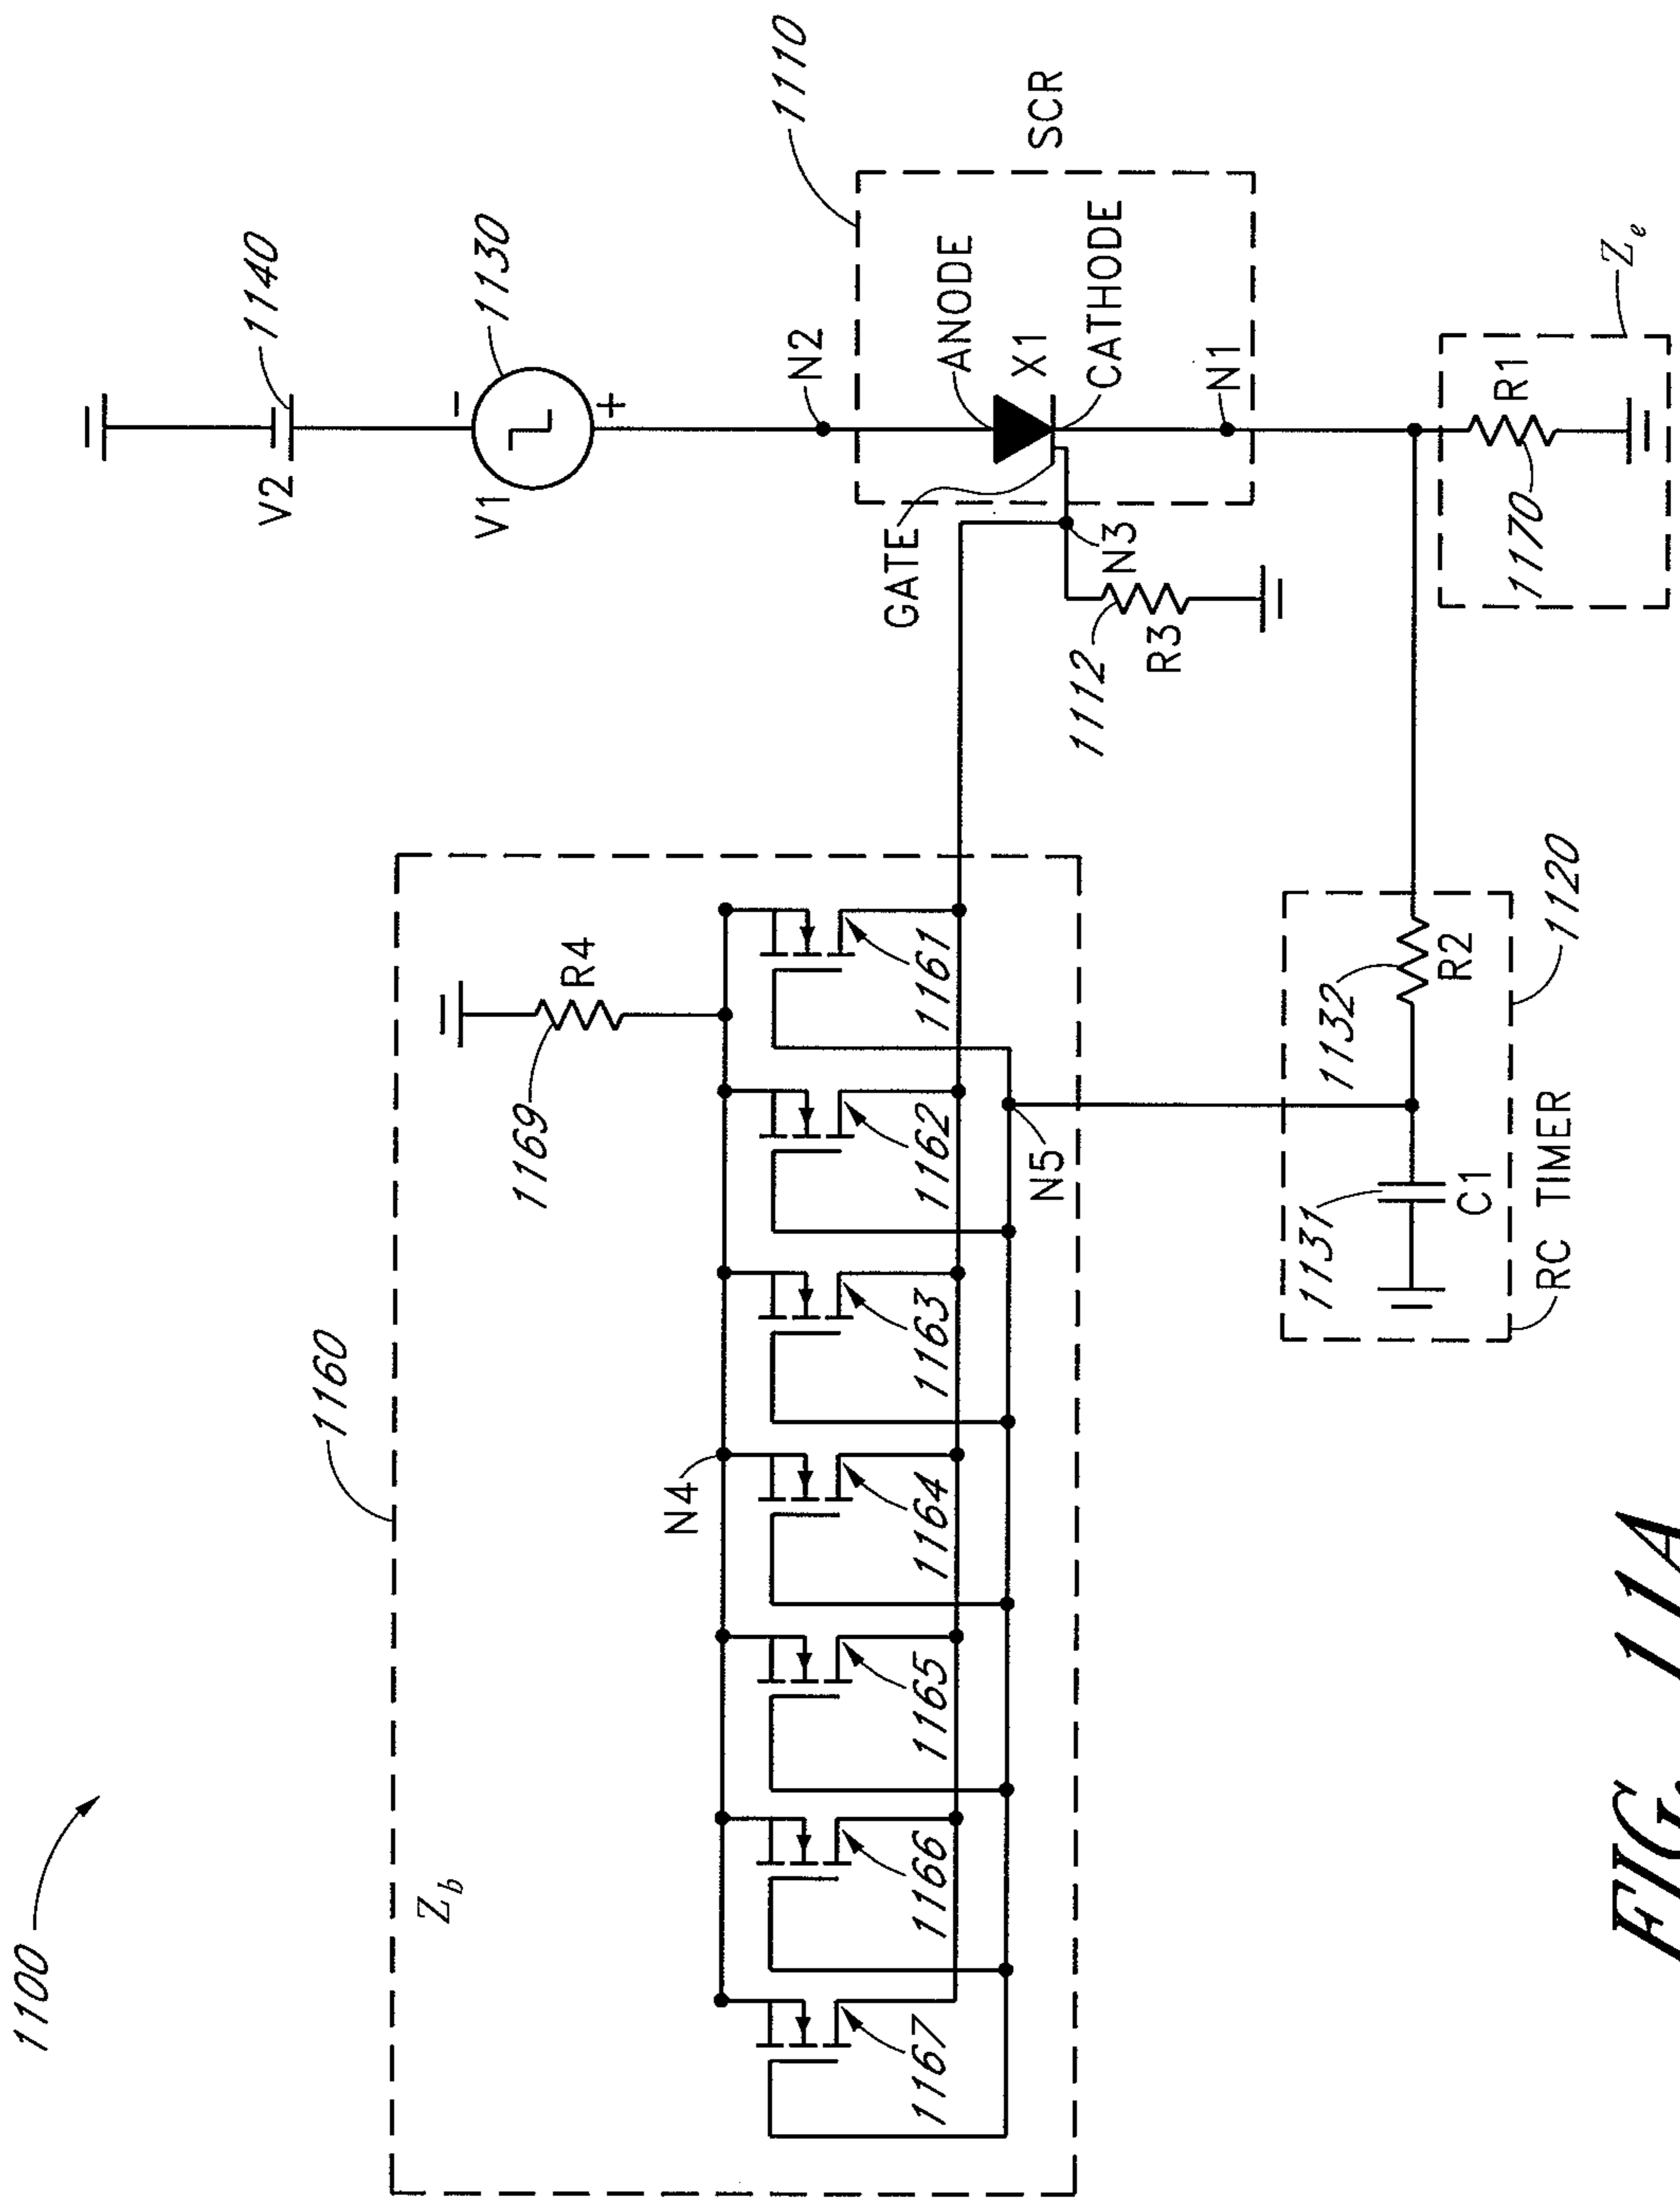 1100
1160
Z_b
N4
1169
R4
1167
1166
1165
1164
1163
1162
1161
N5
V2
1140
V1
1130
N2
1110
SCR
ANODE
X1
CATHODE
GATE
N3
N1
1112
R3
1170
R1
Z_e
1131
C1
1132
R2
1120
RC TIMER
FIG. 11A